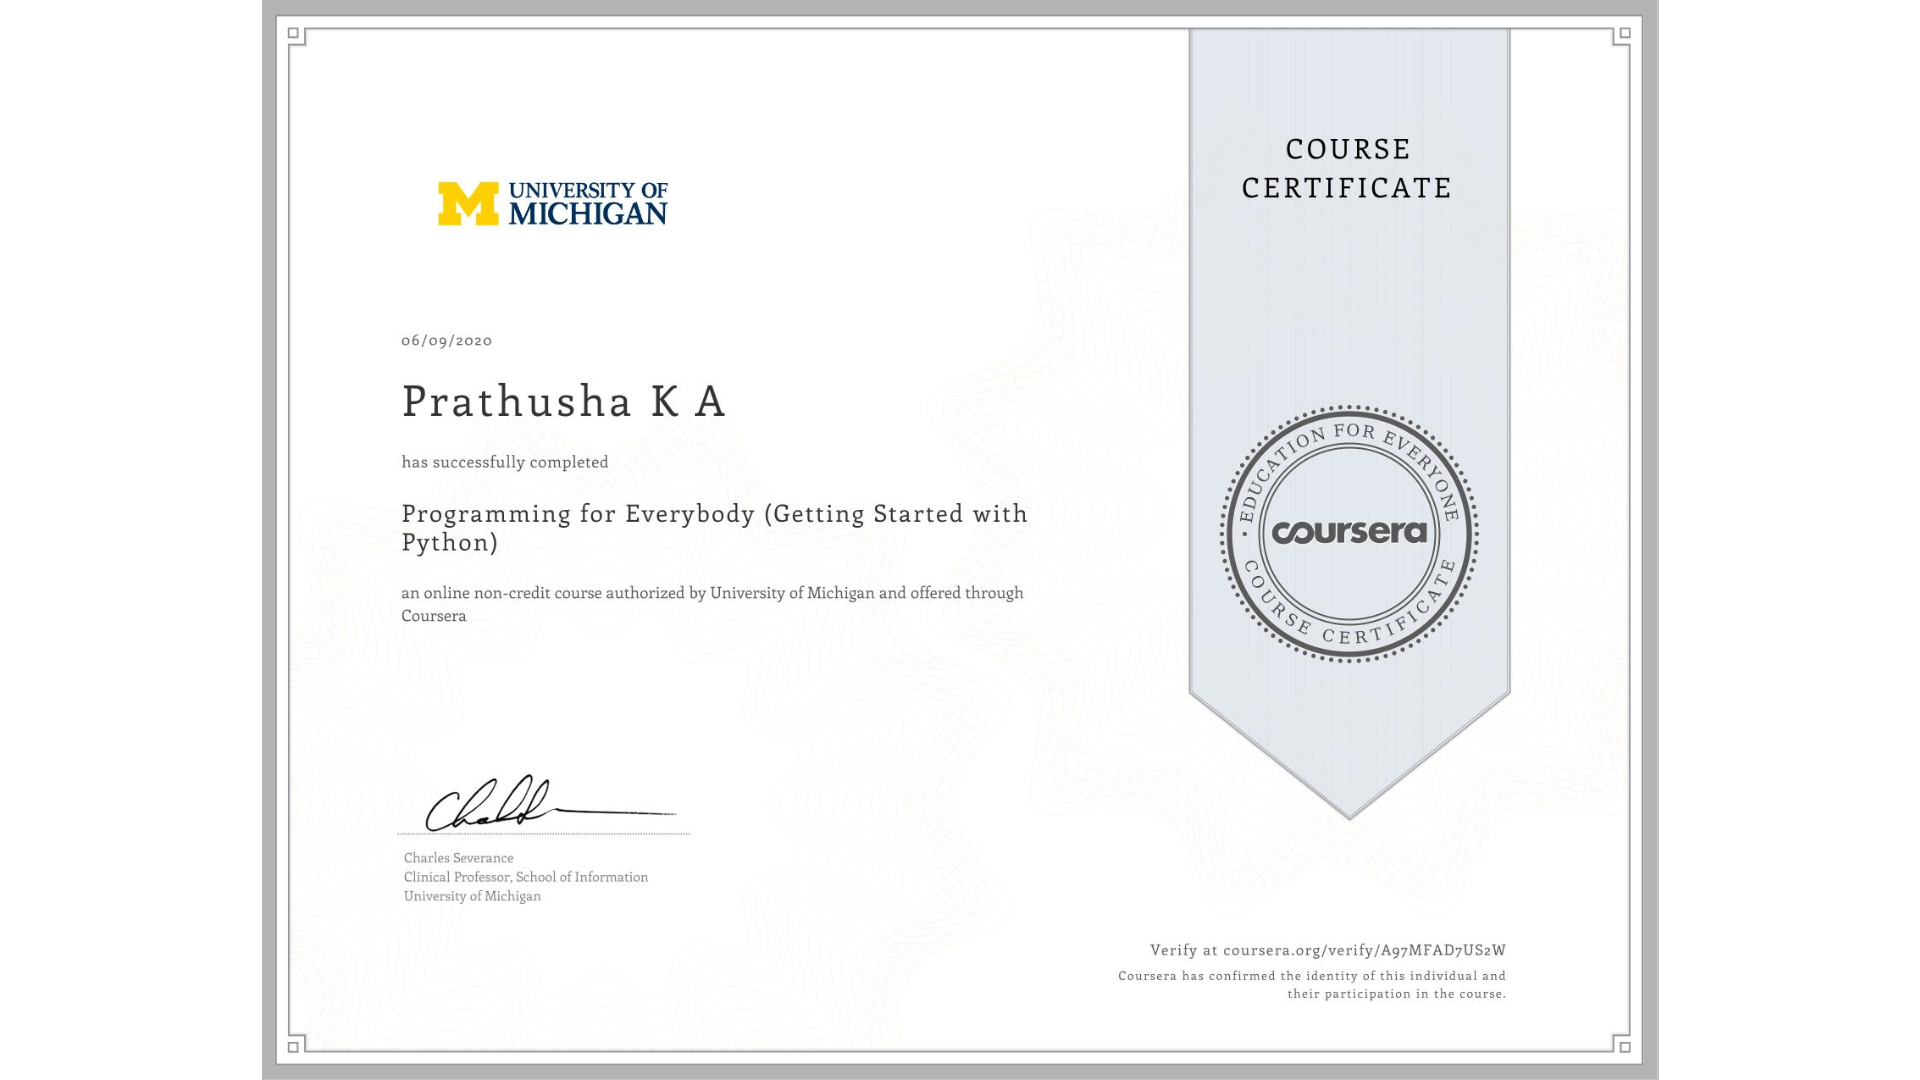 UNIVERSITY OF
MICHIGAN
06/09/2020
Prathusha K A
has successfully completed
Programming for Everybody (Getting Started with
Python)
an online non-credit course authorized by University of Michigan and offered through
Coursera
Charles Severance
Clinical Professor, School of Information
University of Michigan
COURSE
CERTIFICATE
EDUCATION FOR EVERYONE
coursera
COURSE CERTIFICATE
Verify at coursera.org/verify/A97MFAD7US2W
Coursera has confirmed the identity of this individual and
their participation in the course.